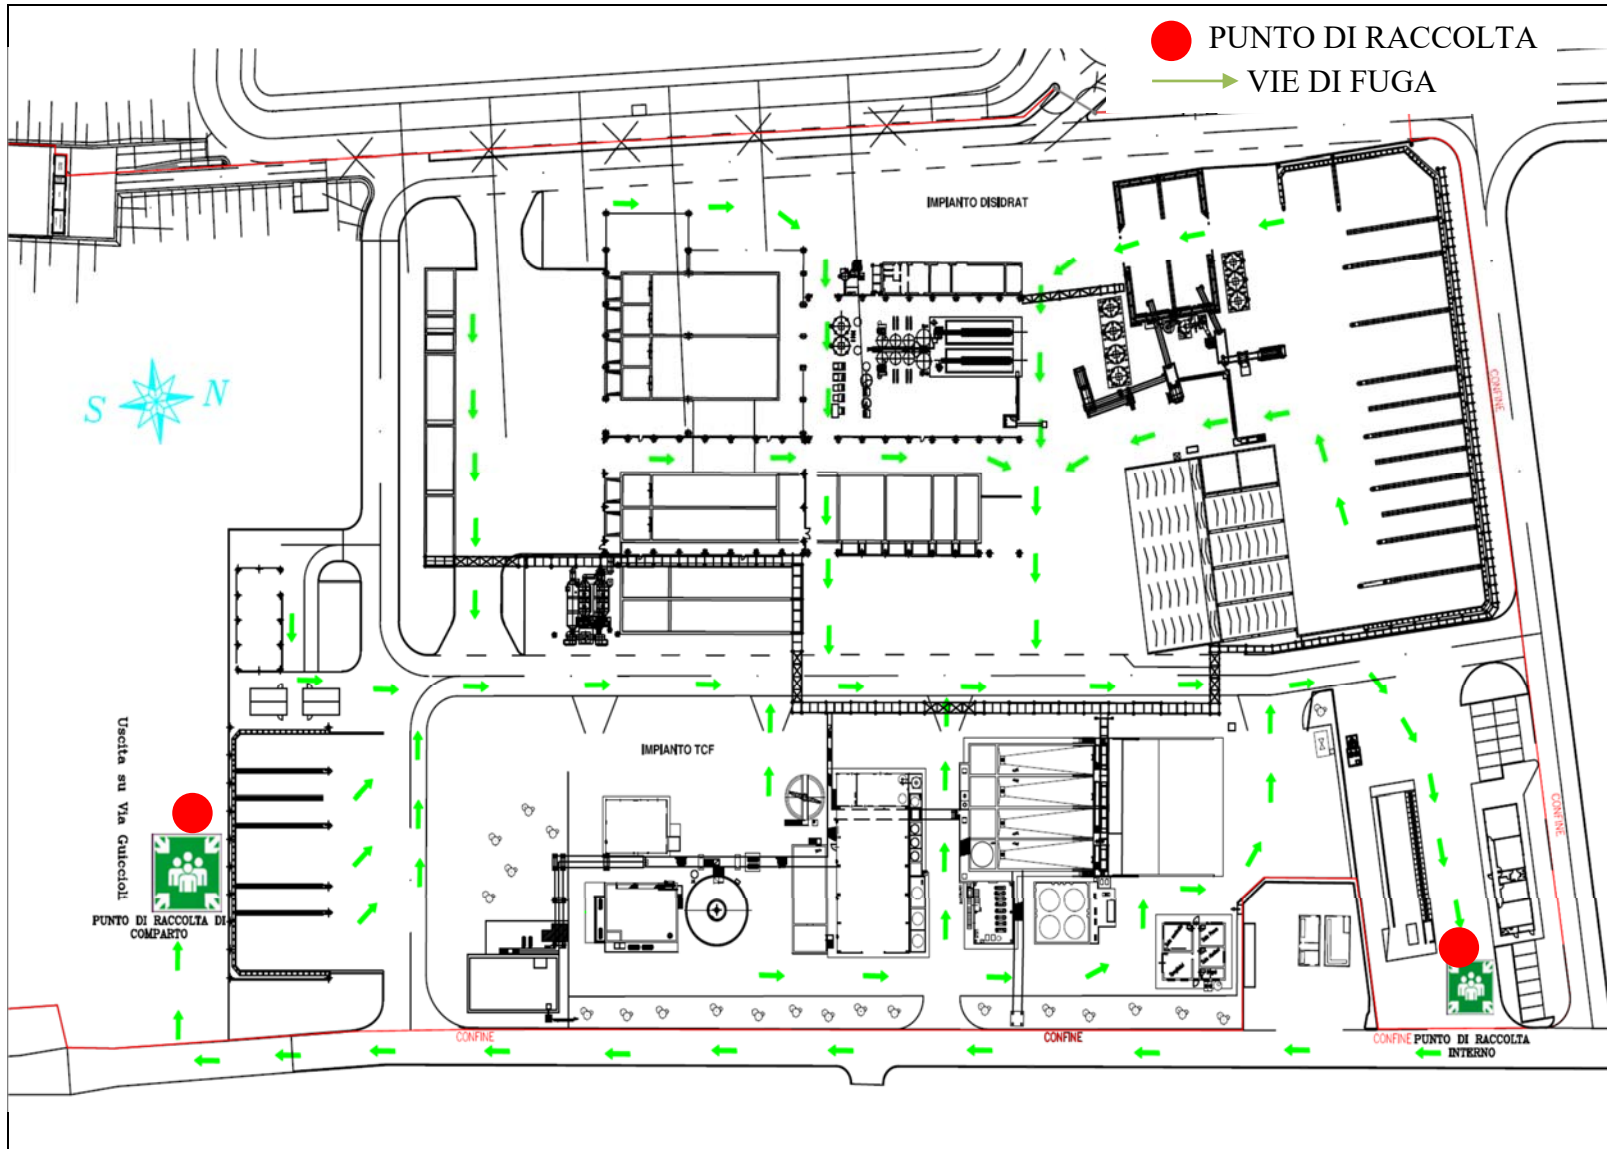 PUNTO DI RACCOLTA
VIE DI FUGA
IMPIANTO DISIDRAT
S
N
CONFINE
Uscita su Via Guiccioli
IMPIANTO TCF
CONFINE
PUNTO DI RACCOLTA DI
COMPARTO
CONFINE
CONFINE
CONFINE
PUNTO DI RACCOLTA
INTERNO